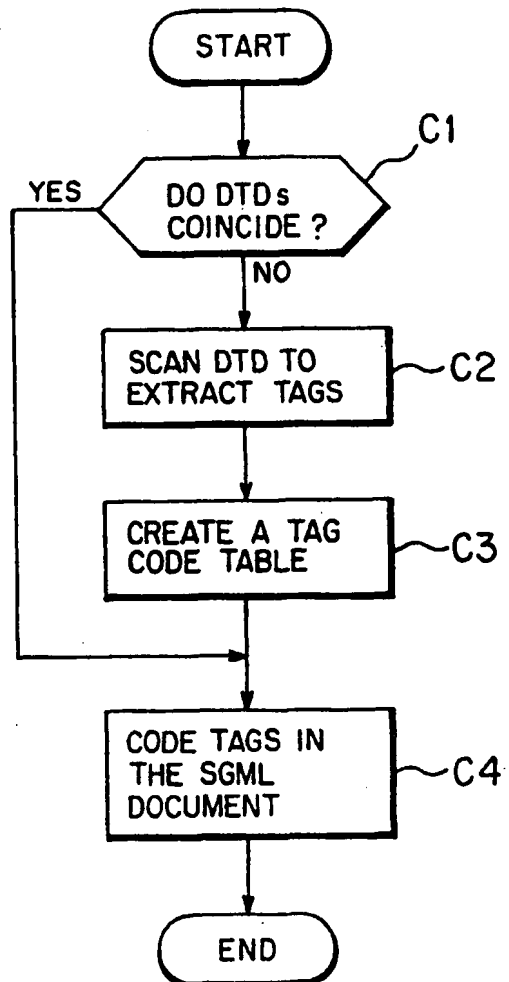 START
C1
YES
DO DTDs
COINCIDE ?
NO
SCAN DTD TO
EXTRACT TAGS
C2
CREATE A TAG
CODE TABLE
C3
CODE TAGS IN
THE SGML
DOCUMENT
C4
END